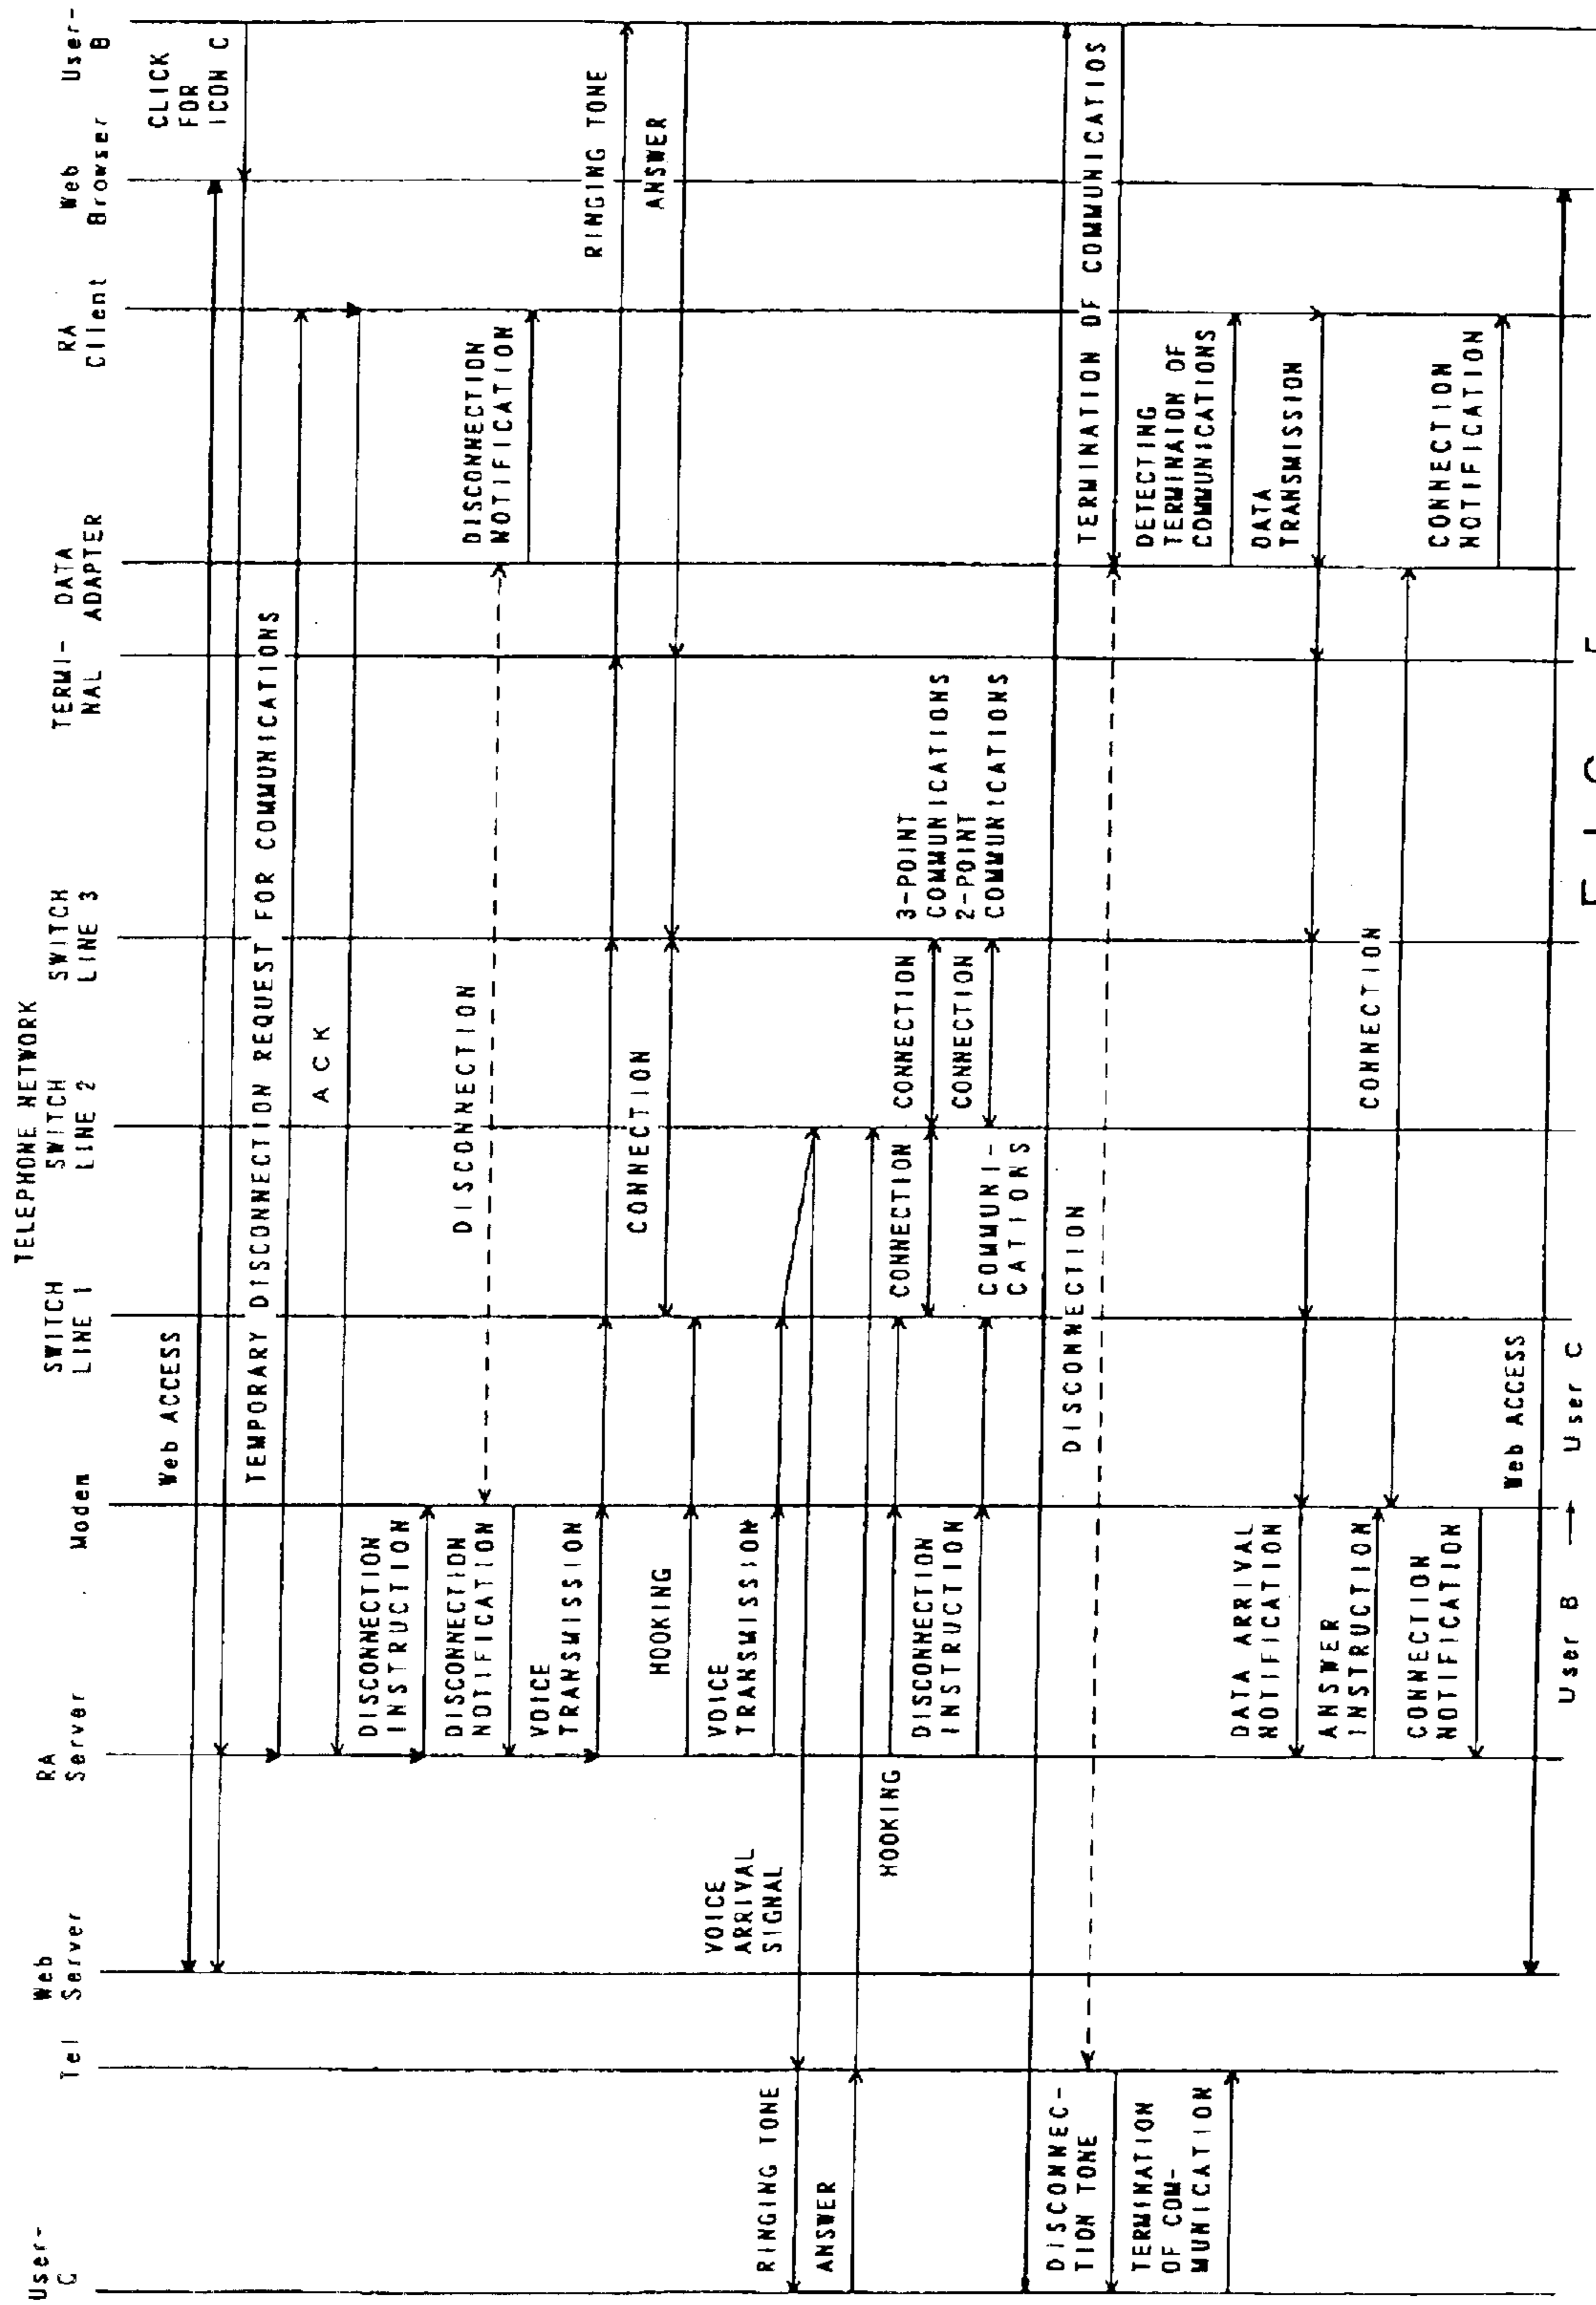 TELEPHONE NETWORK
User-
C
Tel
Web
Server
RA
Server
Modem
SWITCH
LINE 1
SWITCH
LINE 2
SWITCH
LINE 3
TERMI-
NAL
DATA
ADAPTER
RA
Client
Web
Browser
User-
B
Web ACCESS
CLICK
FOR
ICON C
TEMPORARY DISCONNECTION REQUEST FOR COMMUNICATIONS
ACK
DISCONNECTION
INSTRUCTION
DISCONNECTION
DISCONNECTION
NOTIFICATION
DISCONNECTION
NOTIFICATION
VOICE
TRANSMISSION
RINGING TONE
CONNECTION
ANSWER
HOOKING
VOICE
TRANSMISSION
VOICE
ARRIVAL
SIGNAL
RINGING TONE
ANSWER
HOOKING
CONNECTION
CONNECTION
3-POINT
COMMUNICATIONS
DISCONNECTION
INSTRUCTION
COMMUNI-
CATIONS
CONNECTION
2-POINT
COMMUNICATIONS
DISCONNECTION
TERMINATION OF COMMUNICATIOS
DISCONNEC-
TION TONE
TERMINATION
OF COM-
MUNICATION
DETECTING
TERMINAION OF
COMMUNICATIONS
DATA ARRIVAL
NOTIFICATION
DATA
TRANSMISSION
ANSWER
INSTRUCTION
CONNECTION
CONNECTION
NOTIFICATION
CONNECTION
NOTIFICATION
Web ACCESS
User B → User C